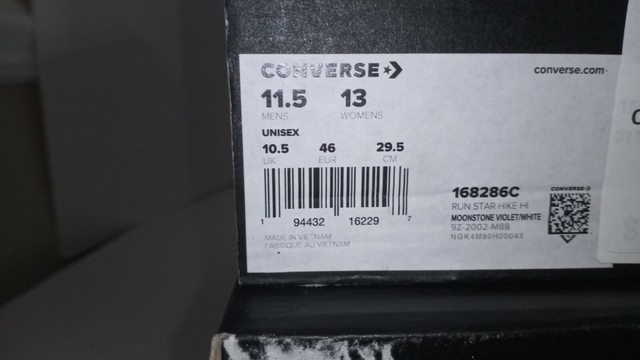 CONVERSE
converse.com
11.5 13
MENS WOMENS
UNISEX
10.5 46 29.5
UK EUR CM
1 94432 16229 7
MADE IN VIETNAM
FABRIQUÉ AU VIETNAM
168286C
RUN STAR HIKE HI
MOONSTONE VIOLET/WHITE
9Z-2002-M88
NGK4M80H00043
CONVERSE